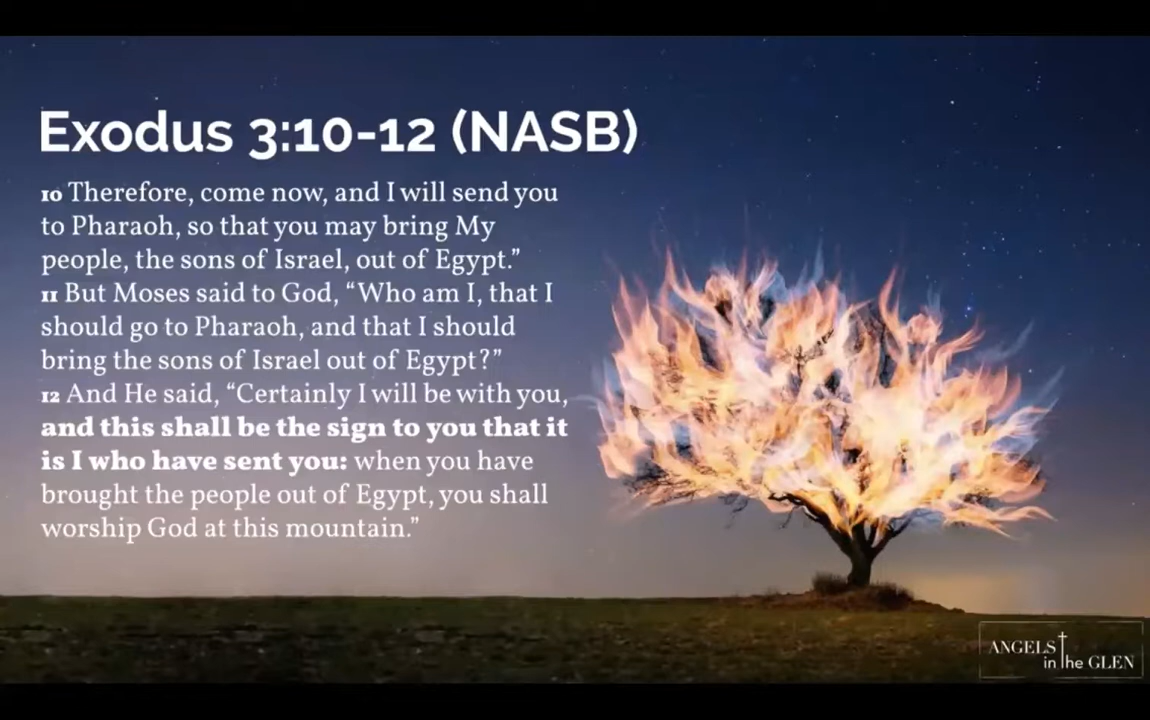 Exodus 3:10-12 (NASB)
10 Therefore, come now, and I will send you
to Pharaoh, so that you may bring My
people, the sons of Israel, out of Egypt.”
11 But Moses said to God, “Who am I, that I
should go to Pharaoh, and that I should
bring the sons of Israel out of Egypt?”
12 And He said, “Certainly I will be with you,
and this shall be the sign to you that it
is I who have sent you: when you have
brought the people out of Egypt, you shall
worship God at this mountain.”
ANGELS
in the GLEN